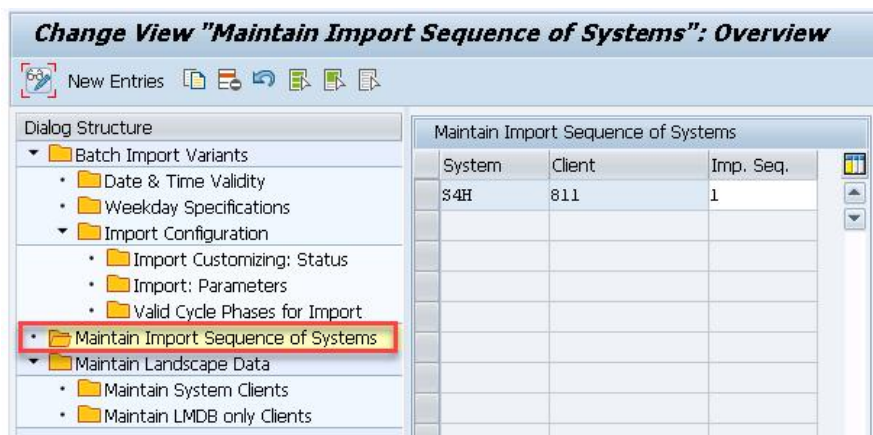 Change View "Maintain Import Sequence of Systems": Overview
New Entries
Dialog Structure
Batch Import Variants
Date & Time Validity
Weekday Specifications
Import Configuration
Import Customizing: Status
Import: Parameters
Valid Cycle Phases for Import
Maintain Import Sequence of Systems
Maintain Landscape Data
Maintain System Clients
Maintain LMDB only Clients
Maintain Import Sequence of Systems
System Client Imp. Seq.
S4H 811 1